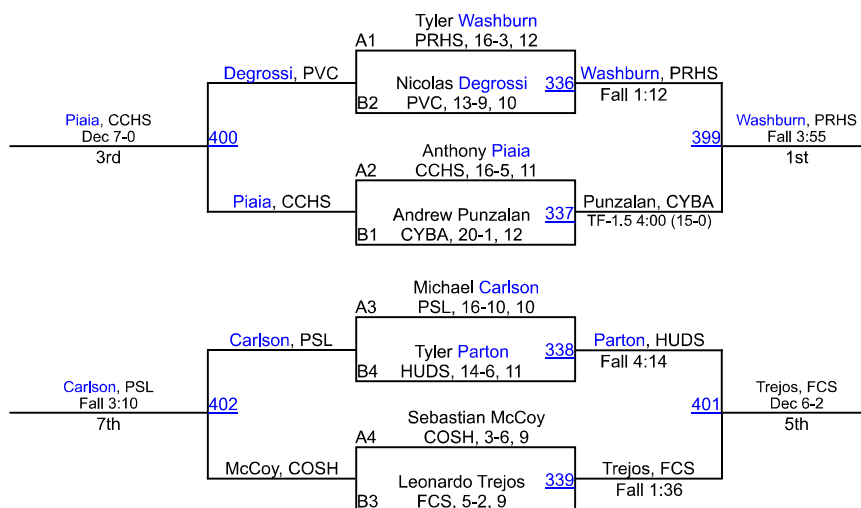 Tyler Washburn
A1
PRHS, 16-3, 12
Degrossi, PVC
Nicolas Degrossi
336
Washburn, PRHS
B2
PVC, 13-9, 10
Fall 1:12
Piaia, CCHS
Dec 7-0
3rd
400
399
Washburn, PRHS
Fall 3:55
1st
Anthony Piaia
A2
CCHS, 16-5, 11
Piaia, CCHS
Andrew Punzalan
337
Punzalan, CYBA
B1
CYBA, 20-1, 12
TF-1.5 4:00 (15-0)
Michael Carlson
A3
PSL, 16-10, 10
Carlson, PSL
Tyler Parton
338
Parton, HUDS
B4
HUDS, 14-6, 11
Fall 4:14
Carlson, PSL
Fall 3:10
7th
402
401
Trejos, FCS
Dec 6-2
5th
Sebastian McCoy
A4
COSH, 3-6, 9
McCoy, COSH
Leonardo Trejos
339
Trejos, FCS
B3
FCS, 5-2, 9
Fall 1:36